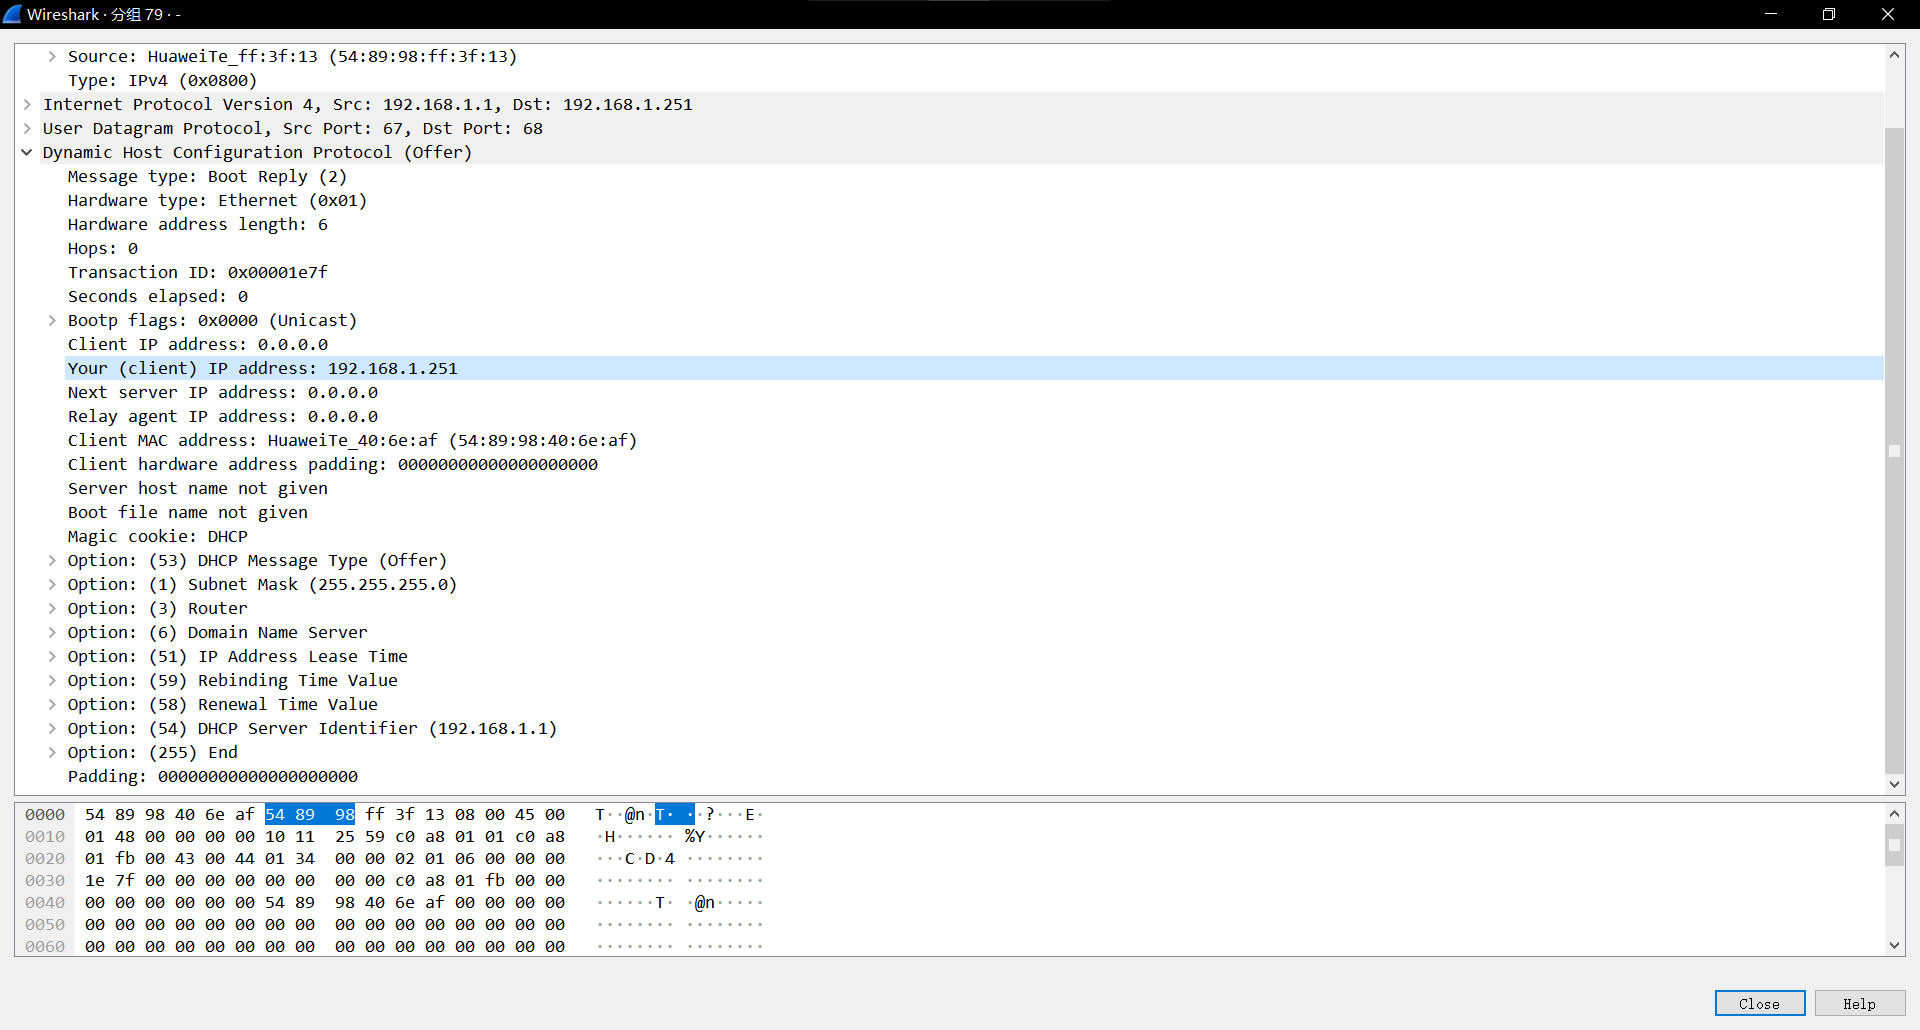 Wireshark · 分组 79 · -
Source: HuaweiTe_ff:3f:13 (54:89:98:ff:3f:13)
Type: IPv4 (0x0800)
Internet Protocol Version 4, Src: 192.168.1.1, Dst: 192.168.1.251
User Datagram Protocol, Src Port: 67, Dst Port: 68
Dynamic Host Configuration Protocol (Offer)
Message type: Boot Reply (2)
Hardware type: Ethernet (0x01)
Hardware address length: 6
Hops: 0
Transaction ID: 0x00001e7f
Seconds elapsed: 0
Bootp flags: 0x0000 (Unicast)
Client IP address: 0.0.0.0
Your (client) IP address: 192.168.1.251
Next server IP address: 0.0.0.0
Relay agent IP address: 0.0.0.0
Client MAC address: HuaweiTe_40:6e:af (54:89:98:40:6e:af)
Client hardware address padding: 00000000000000000000
Server host name not given
Boot file name not given
Magic cookie: DHCP
Option: (53) DHCP Message Type (Offer)
Option: (1) Subnet Mask (255.255.255.0)
Option: (3) Router
Option: (6) Domain Name Server
Option: (51) IP Address Lease Time
Option: (59) Rebinding Time Value
Option: (58) Renewal Time Value
Option: (54) DHCP Server Identifier (192.168.1.1)
Option: (255) End
Padding: 00000000000000000000
0000 54 89 98 40 6e af 54 89 98 ff 3f 13 08 00 45 00 T··@n·T· ··?···E·
0010 01 48 00 00 00 00 10 11 25 59 c0 a8 01 01 c0 a8 ·H······ %Y······
0020 01 fb 00 43 00 44 01 34 00 00 02 01 06 00 00 00 ···C·D·4 ········
0030 1e 7f 00 00 00 00 00 00 00 00 c0 a8 01 fb 00 00 ········ ········
0040 00 00 00 00 00 00 54 89 98 40 6e af 00 00 00 00 ······T· ·@n·····
0050 00 00 00 00 00 00 00 00 00 00 00 00 00 00 00 00 ········ ········
0060 00 00 00 00 00 00 00 00 00 00 00 00 00 00 00 00 ········ ········
Close Help